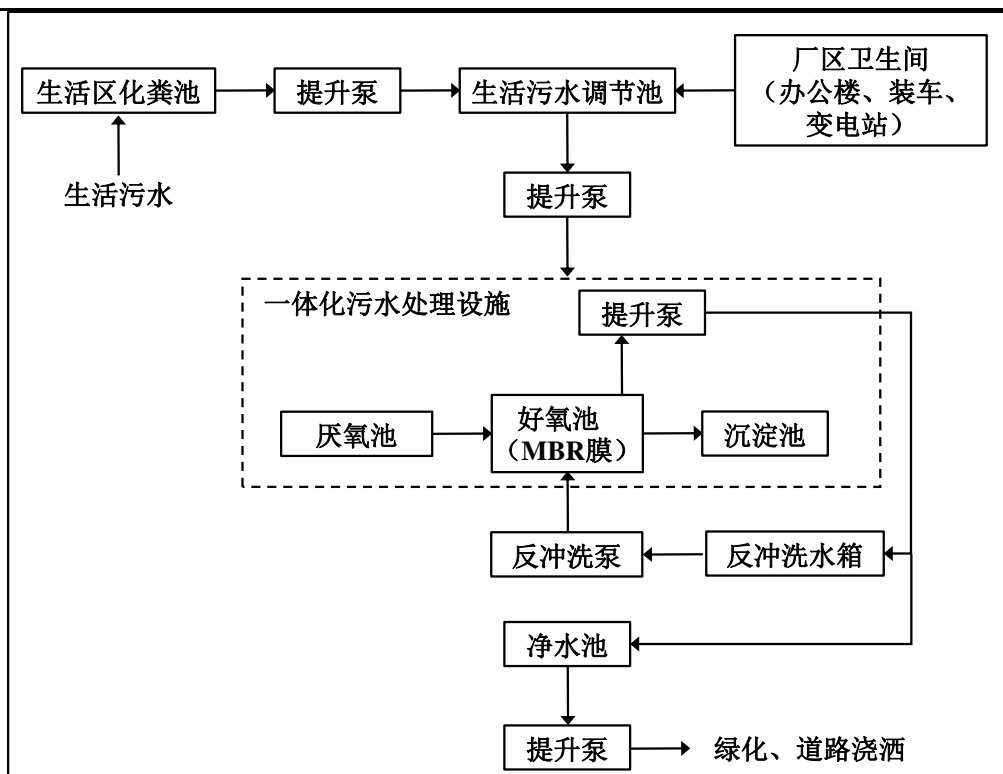 生活区化粪池
提升泵
生活污水调节池
厂区卫生间
（办公楼、装车、
变电站）
生活污水
提升泵
一体化污水处理设施
提升泵
厌氧池
好氧池
（MBR膜）
沉淀池
反冲洗泵
反冲洗水箱
净水池
提升泵
绿化、道路浇洒